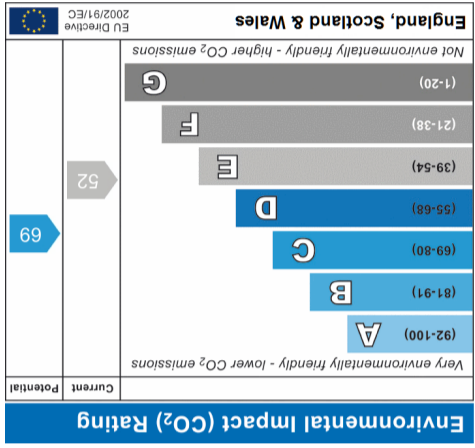 Environmental Impact (CO₂) Rating
Current Potential
Very environmentally friendly - lower CO₂ emissions
(92-100) A
(81-91) B
(69-80) C
69
(55-68) D
(39-54) E
52
(21-38) F
(1-20) G
Not environmentally friendly - higher CO₂ emissions
England, Scotland & Wales
EU Directive
2002/91/EC